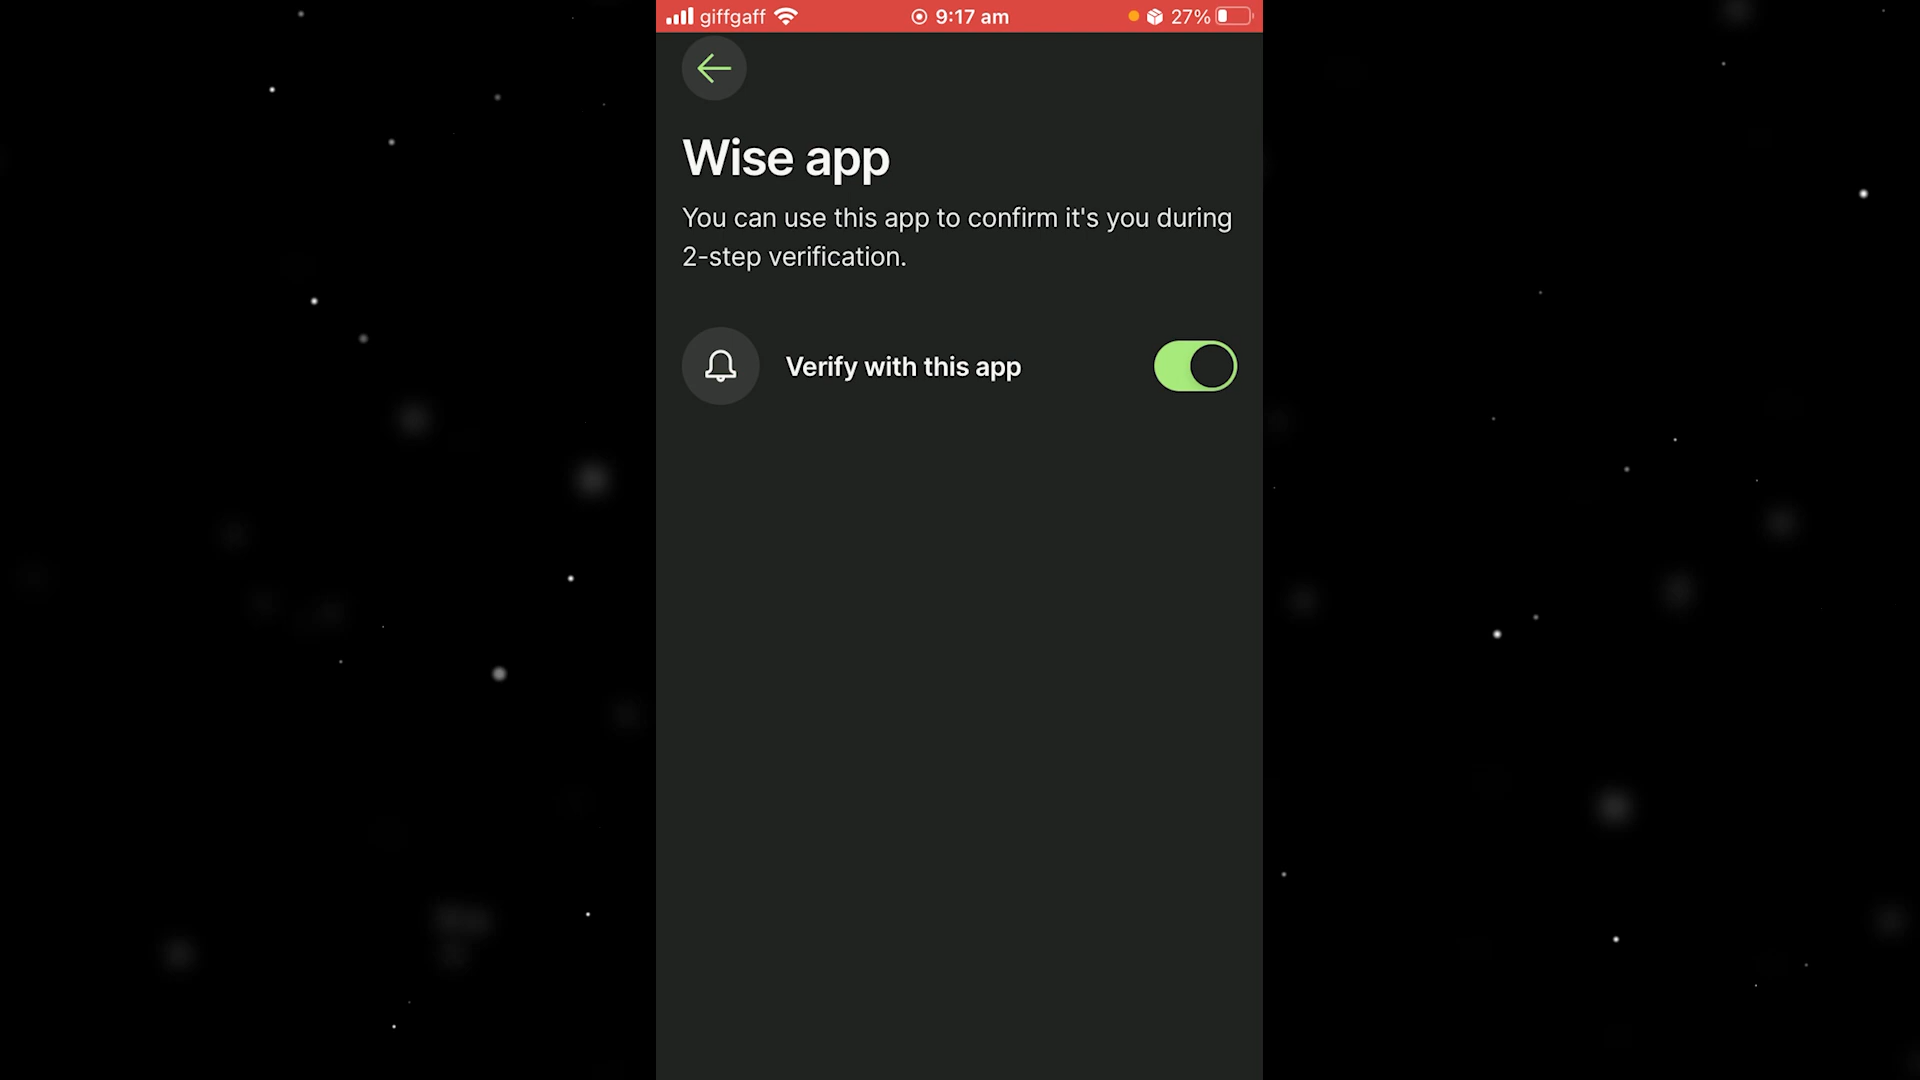 giffgaff 9:17 am 27%
Wise app
You can use this app to confirm it's you during
2-step verification.
Verify with this app